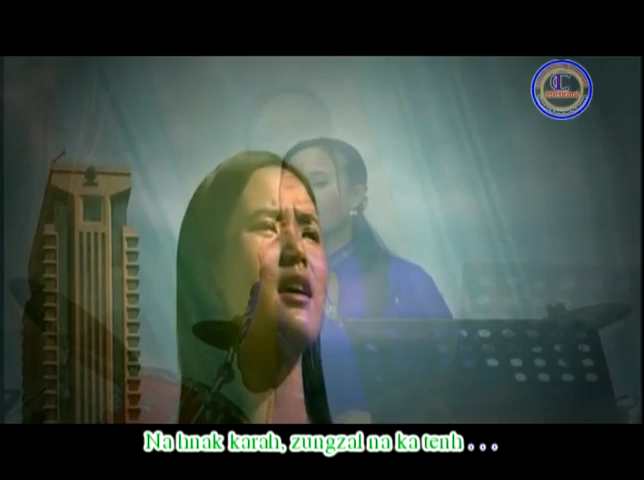 Na hnak karah, zungzal na ka tenh . . .